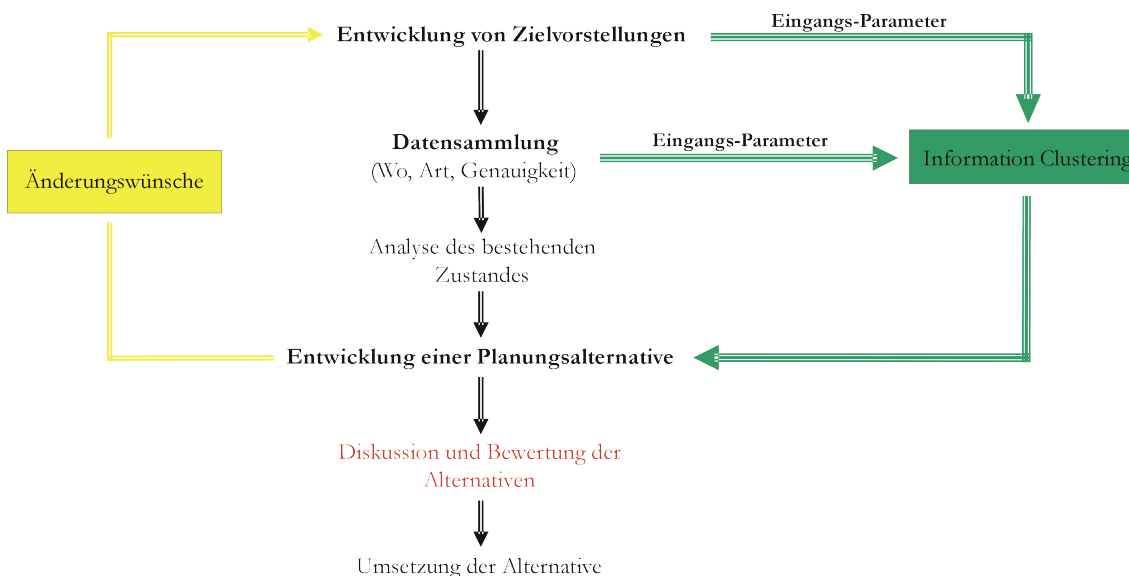 Eingangs-Parameter
Entwicklung von Zielvorstellungen
Datensammlung
(Wo, Art, Genauigkeit)
Eingangs-Parameter
Information Clustering
Änderungswünsche
Analyse des bestehenden
Zustandes
Entwicklung einer Planungsalternative
Diskussion und Bewertung der
Alternativen
Umsetzung der Alternative